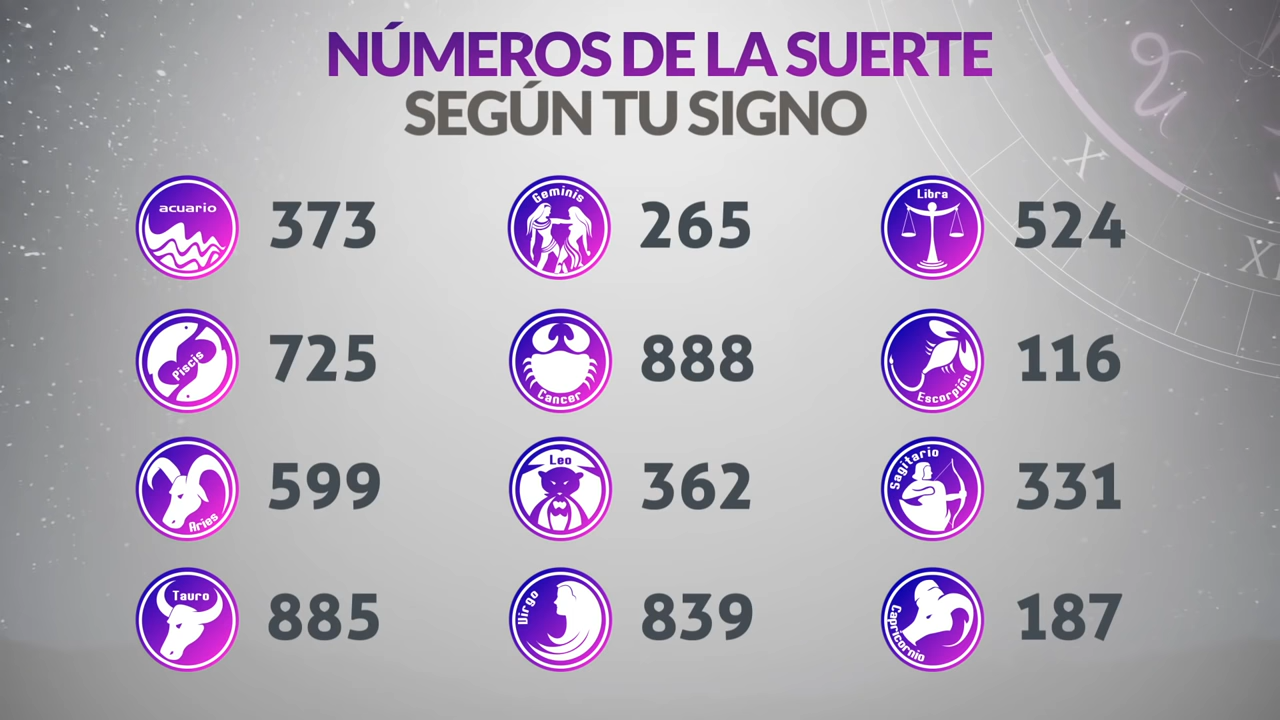 NÚMEROS DE LA SUERTE
SEGÚN TU SIGNO
acuario 373
Geminis 265
Libra 524
Piscis 725
Cancer 888
Escorpión 116
Aries 599
Leo 362
Sagitario 331
Tauro 885
Virgo 839
Capricornio 187
X
XI